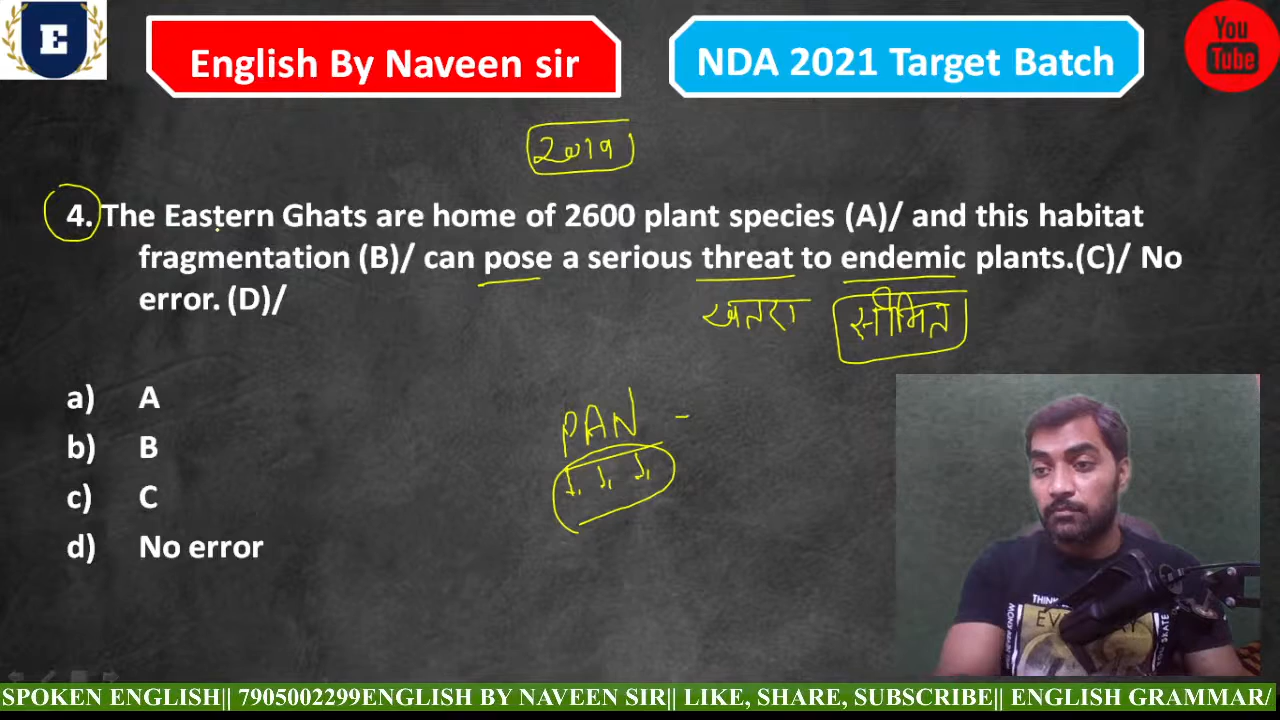 E
English By Naveen sir
NDA 2021 Target Batch
You
Tube
2019
4. The Eastern Ghats are home of 2600 plant species (A)/ and this habitat
fragmentation (B)/ can pose a serious threat to endemic plants.(C)/ No
error. (D)/
खतरा सीमित
a) A
b) B
c) C
d) No error
PAN -
THINK
SPOKEN ENGLISH|| 7905002299ENGLISH BY NAVEEN SIR|| LIKE, SHARE, SUBSCRIBE|| ENGLISH GRAMMAR/